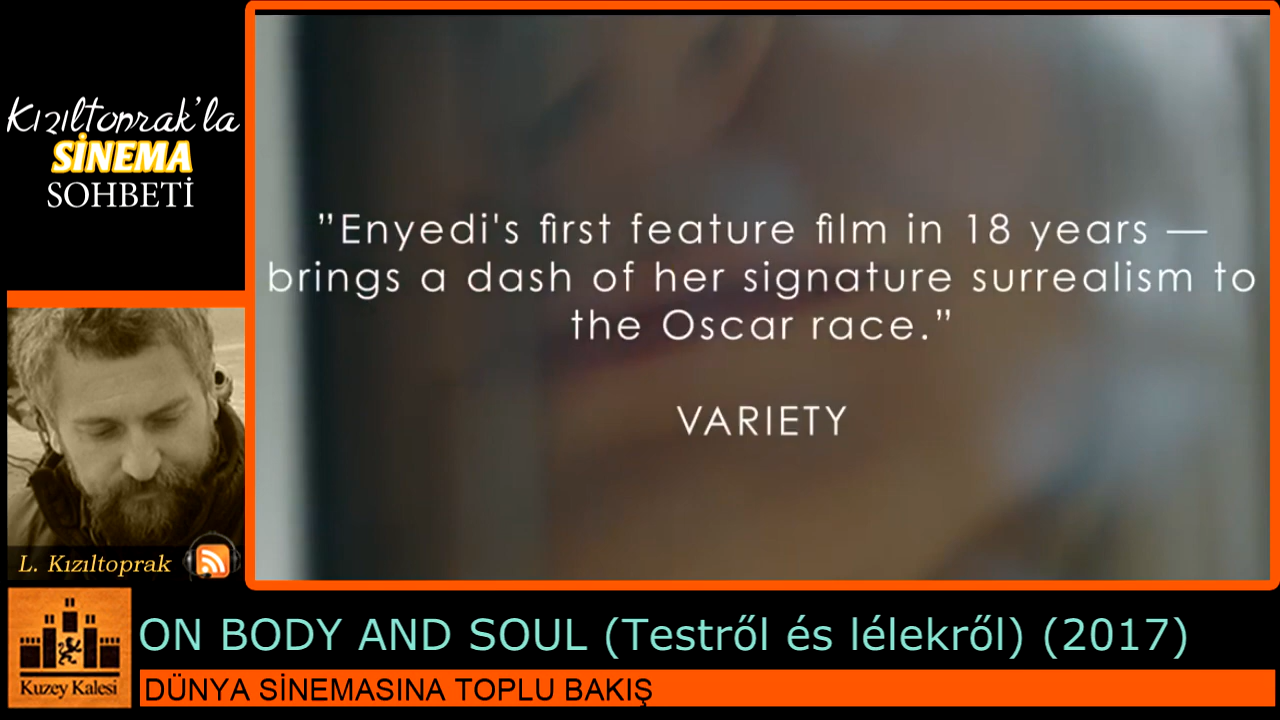 Kızıltoprak'la
SİNEMA
SOHBETİ
"Enyedi's first feature film in 18 years —
brings a dash of her signature surrealism to
the Oscar race."
VARIETY
L. Kızıltoprak
Kuzey Kalesi
ON BODY AND SOUL (Testről és lélekről) (2017)
DÜNYA SİNEMASINA TOPLU BAKIŞ